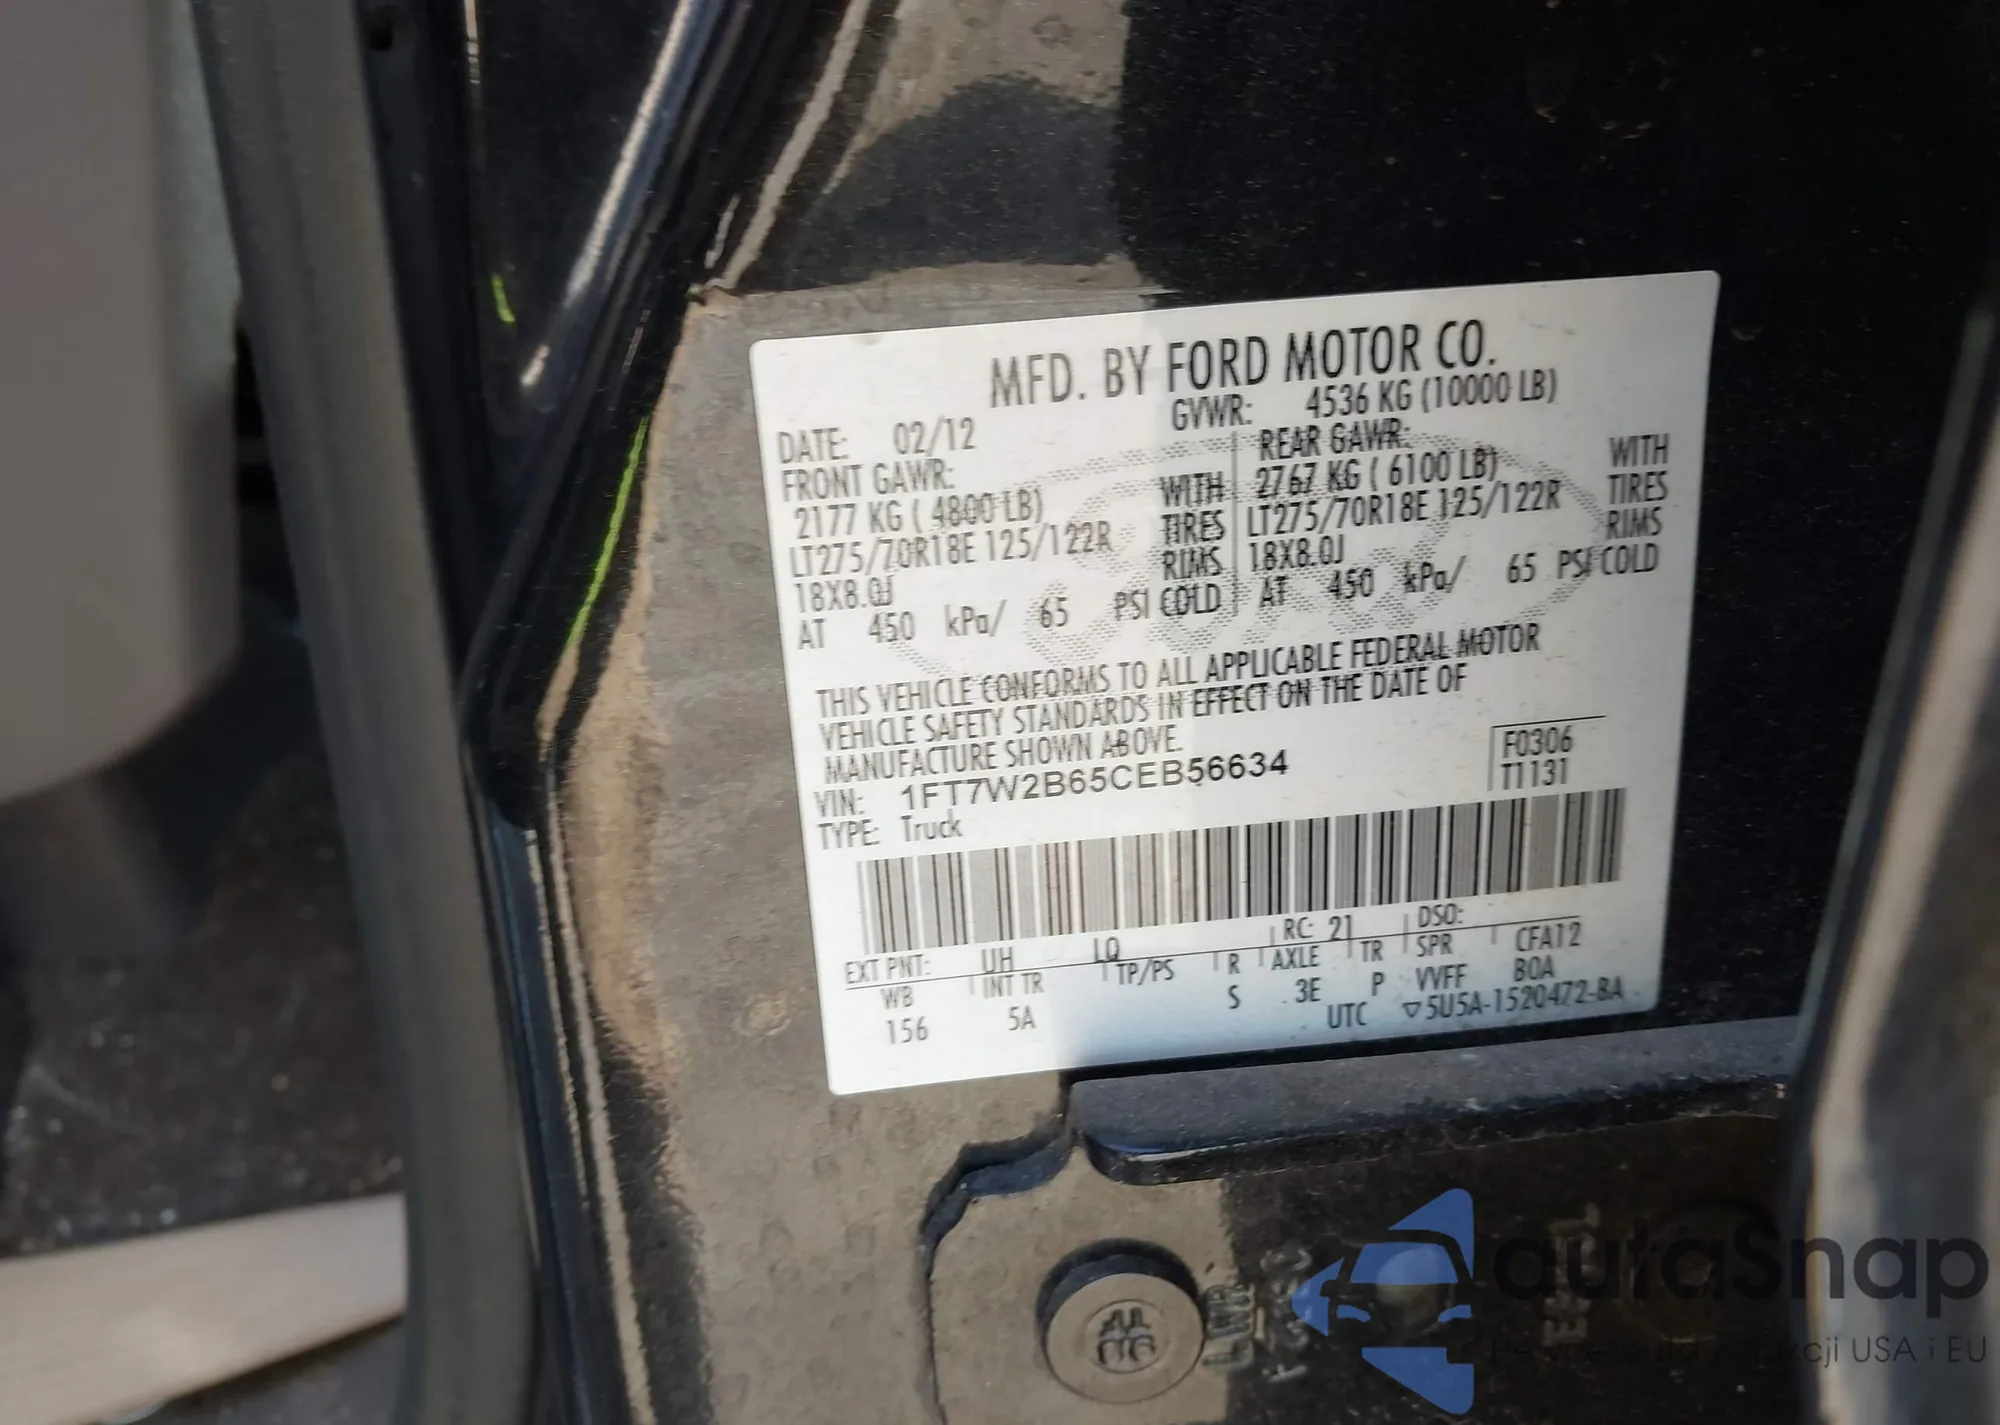 MFD. BY FORD MOTOR CO.
DATE: 02/12 GVWR: 4536 KG (10000 LB)
FRONT GAWR: REAR GAWR:
2177 KG ( 4800 LB) WITH 2767 KG ( 6100 LB) WITH
LT275/70R18E 125/122R TIRES LT275/70R18E 125/122R TIRES
18X8.0J RIMS 18X8.0J RIMS
AT 450 kPa/ 65 PSI COLD AT 450 kPa/ 65 PSI COLD
THIS VEHICLE CONFORMS TO ALL APPLICABLE FEDERAL MOTOR
VEHICLE SAFETY STANDARDS IN EFFECT ON THE DATE OF
MANUFACTURE SHOWN ABOVE.
VIN: 1FT7W2B65CEB56634 F0306
TYPE: Truck T1131
EXT PNT: UH LQ RC: 21 DSO:
WB INT TR TP/PS R AXLE TR SPR CFA12
156 5A S 3E P VVFF BOA
UTC ▽5U5A-1520472-BA
LWR
autaSnap
USA i EU